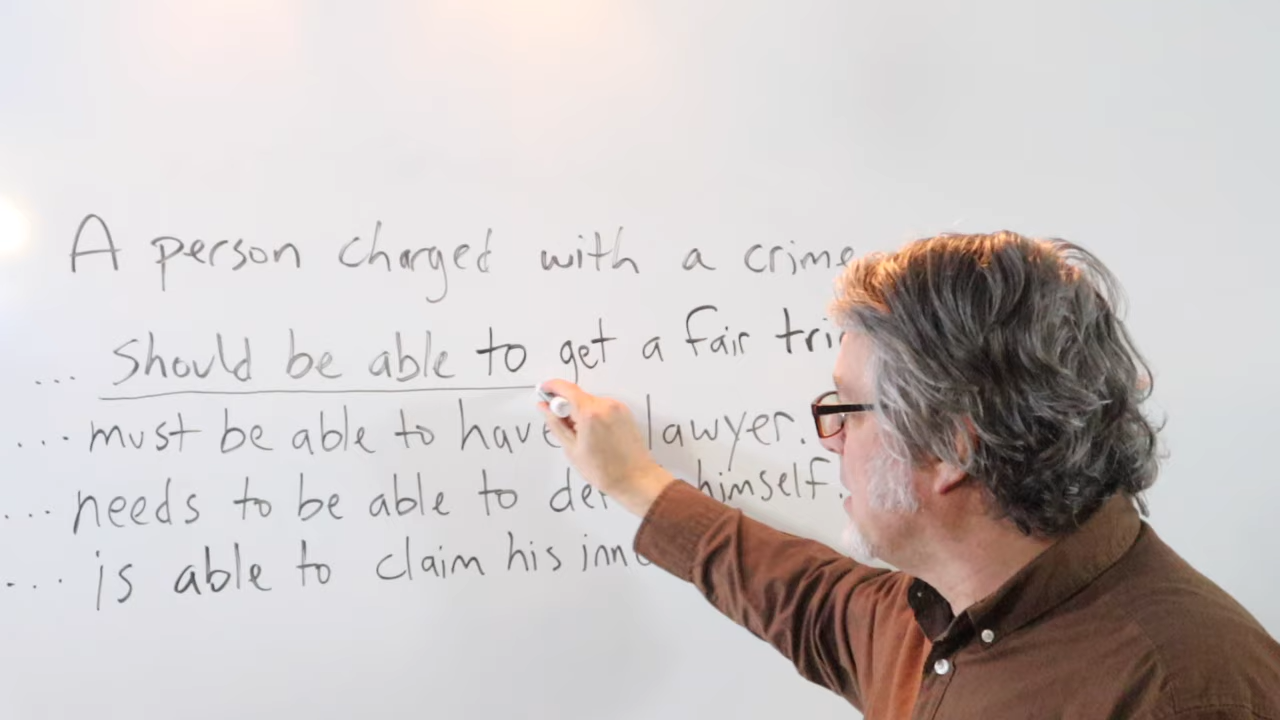 A person charged with a crime
... should be able to get a fair
... must be able to have lawyer.
... needs to be able to himself.
... is able to claim his